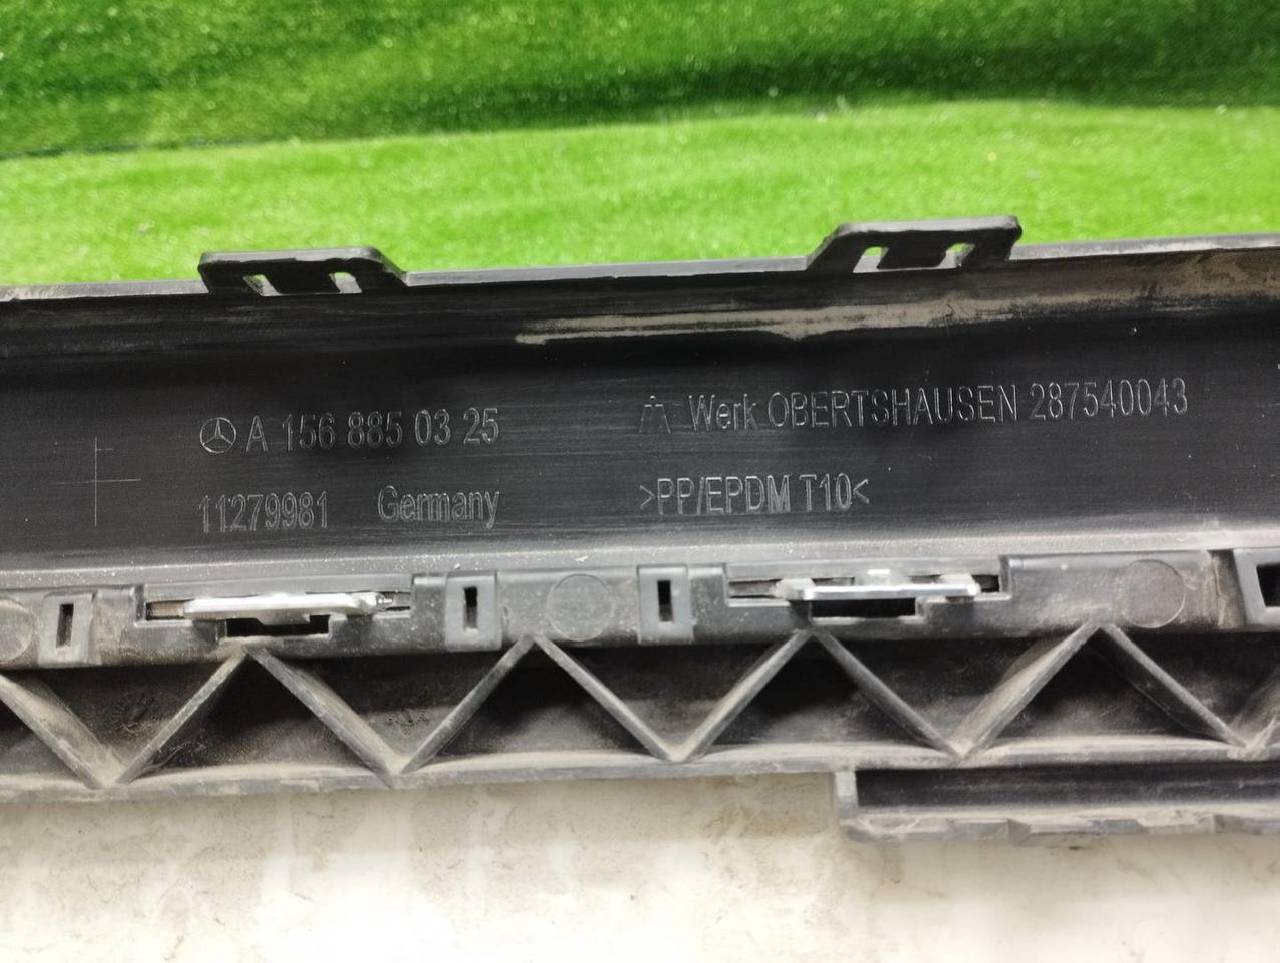 A 156 885 03 25
11279981 Germany
Werk OBERTSHAUSEN 287540043
>PP/EPDM T10<